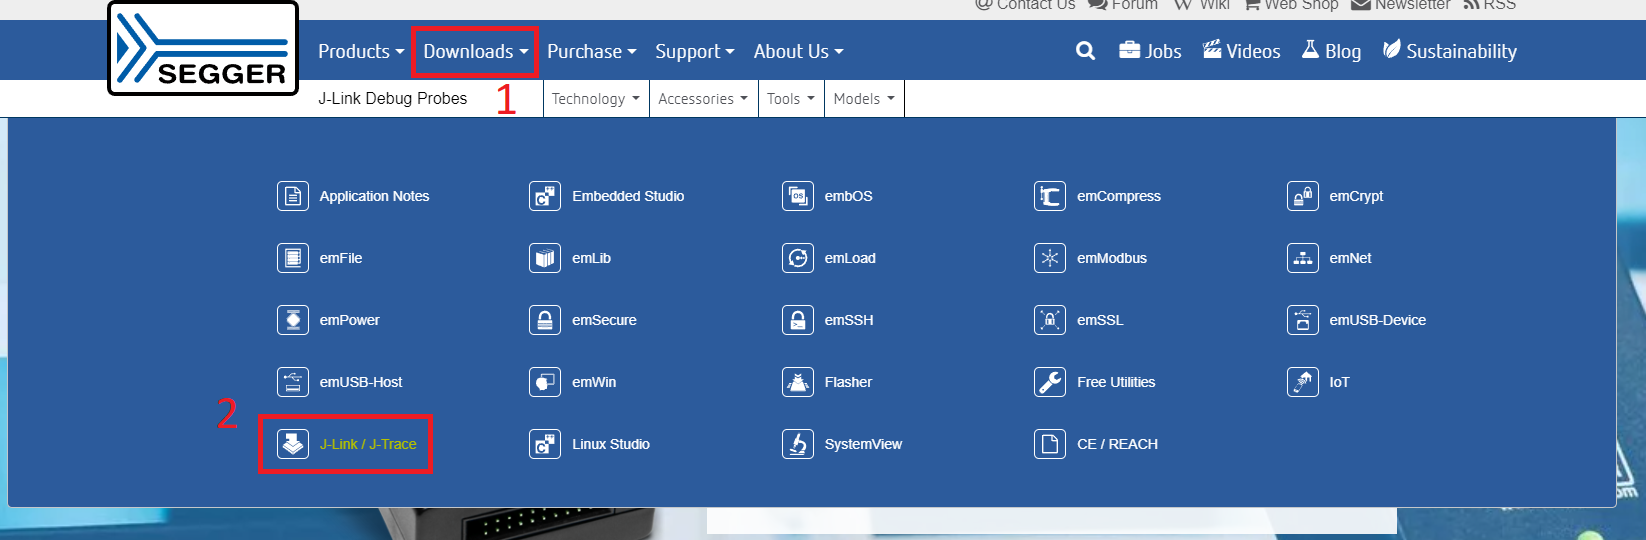 Contact Us Forum Wiki Web Shop Newsletter RSS
SEGGER
Products Downloads Purchase Support About Us Jobs Videos Blog Sustainability
J-Link Debug Probes 1 Technology Accessories Tools Models
Application Notes Embedded Studio embOS emCompress emCrypt
emFile emLib emLoad emModbus emNet
emPower emSecure emSSH emSSL emUSB-Device
emUSB-Host emWin Flasher Free Utilities IoT
2
J-Link / J-Trace Linux Studio SystemView CE / REACH